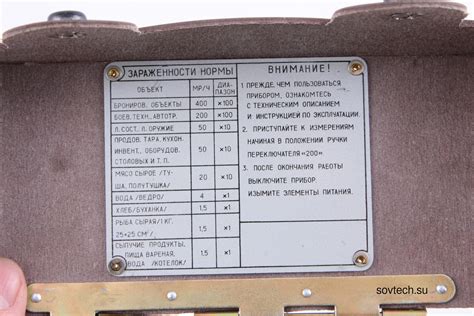 ЗАРАЖЕННОСТИ НОРМЫ
ОБЪЕКТ МР/Ч ДИА-
ПАЗОН
БРОНИРОВ. ОБЪЕКТЫ 400 ×100
БОЕВ. ТЕХН., АВТОТР. 200 ×100
Л. СОСТ. Л. ОРУЖИЕ 50 ×10
ПРОДОВ. ТАРА, КУХОН.
ИНВЕНТ., ОБОРУДОВ. 50 ×10
СТОЛОВЫХ И Т. П.
МЯСО СЫРОЕ /ТУ-
ША, ПОЛУТУШКА/ 20 ×10
ВОДА /ВЕДРО/ 4 ×1
ХЛЕБ /БУХАНКА/ 1,5 ×1
РЫБА СЫРАЯ /1 КГ.
25×25 СМ²/. 1,5 ×1
СЫПУЧИЕ ПРОДУКТЫ,
ПИЩА ВАРЕНАЯ, 1,5 ×1
ВОДА /КОТЕЛОК/
ВНИМАНИЕ!
1 ПРЕЖДЕ, ЧЕМ ПОЛЬЗОВАТЬСЯ
ПРИБОРОМ, ОЗНАКОМЬТЕСЬ
С ТЕХНИЧЕСКИМ ОПИСАНИЕМ
И ИНСТРУКЦИЕЙ ПО ЭКСПЛУАТАЦИИ.
2. ПРИСТУПАЙТЕ К ИЗМЕРЕНИЯМ
НАЧИНАЯ В ПОЛОЖЕНИИ РУЧКИ
ПЕРЕКЛЮЧАТЕЛЯ «200»
3. ПОСЛЕ ОКОНЧАНИЯ РАБОТЫ
ВЫКЛЮЧИТЕ ПРИБОР.
ИЗЫМИТЕ ЭЛЕМЕНТЫ ПИТАНИЯ.
sovtech.su